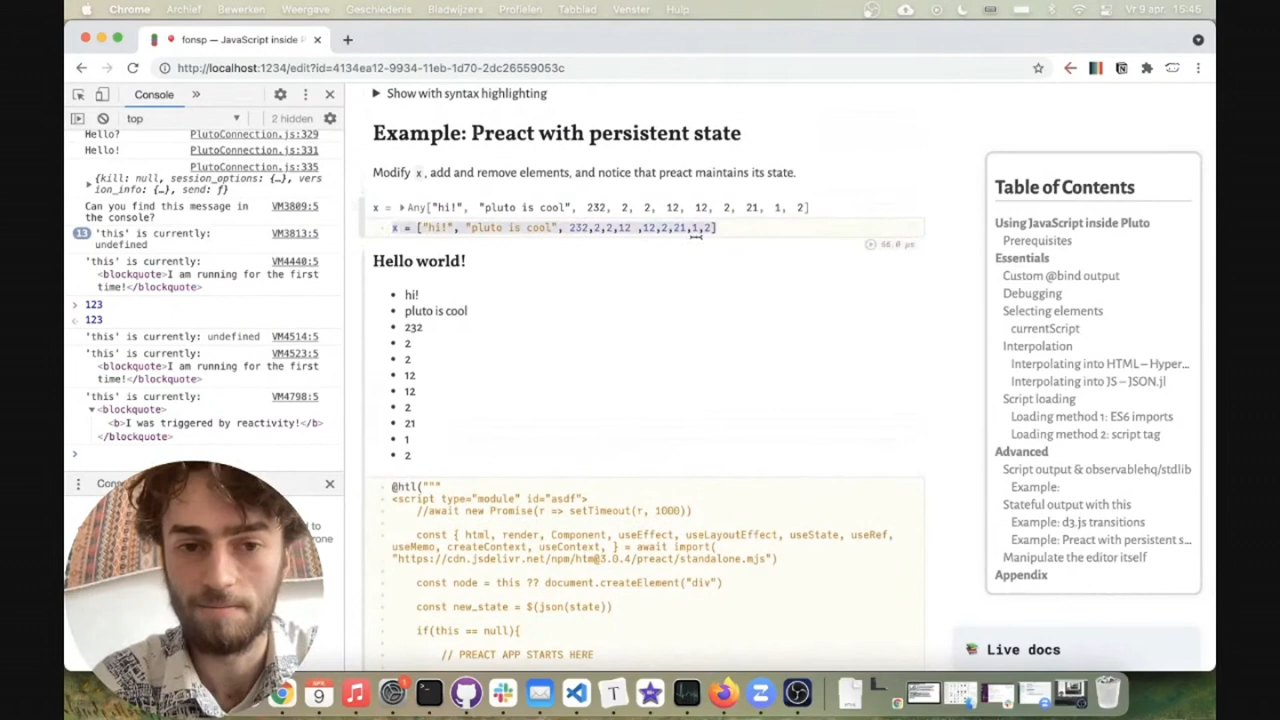 Chrome Archief Bewerken Weergave Geschiedenis Bladwijzers Profielen Tabblad Venster Hulp Vr 9 apr. 15:46
fonsp — JavaScript inside P
http://localhost:1234/edit?id=4134ea12-9934-11eb-1d70-2dc26559053c
Console
top
2 hidden
Hello? PlutoConnection.js:329
Hello! PlutoConnection.js:331
PlutoConnection.js:335
{kill: null, session_options: {…}, ver
sion_info: {…}, send: ƒ}
Can you find this message in VM3809:5
the console?
13 'this' is currently: VM3813:5
undefined
'this' is currently: VM4440:5
<blockquote>I am running for the first
time!</blockquote>
> 123
123
'this' is currently: undefined VM4514:5
'this' is currently: VM4523:5
<blockquote>I am running for the first
time!</blockquote>
'this' is currently: VM4798:5
<blockquote>
<b>I was triggered by reactivity!</b>
</blockquote>
>
Show with syntax highlighting
Example: Preact with persistent state
Modify x, add and remove elements, and notice that preact maintains its state.
x = Any["hi!", "pluto is cool", 232, 2, 2, 12, 12, 2, 21, 1, 2]
x = ["hi!", "pluto is cool", 232,2,2,12 ,12,2,21,1,2]
66.0 μs
Hello world!
• hi!
• pluto is cool
• 232
• 2
• 2
• 12
• 12
• 2
• 21
• 1
• 2
@htl("""
<script type="module" id="asdf">
//await new Promise(r => setTimeout(r, 1000))
const { html, render, Component, useEffect, useLayoutEffect, useState, useRef,
useMemo, createContext, useContext, } = await import(
"https://cdn.jsdelivr.net/npm/htm@3.0.4/preact/standalone.mjs")
const node = this ?? document.createElement("div")
const new_state = $(json(state))
if(this == null){
// PREACT APP STARTS HERE
Table of Contents
Using JavaScript inside Pluto
Prerequisites
Essentials
Custom @bind output
Debugging
Selecting elements
currentScript
Interpolation
Interpolating into HTML – Hyper...
Interpolating into JS – JSON.jl
Script loading
Loading method 1: ES6 imports
Loading method 2: script tag
Advanced
Script output & observablehq/stdlib
Example:
Stateful output with this
Example: d3.js transitions
Example: Preact with persistent s...
Manipulate the editor itself
Appendix
Live docs